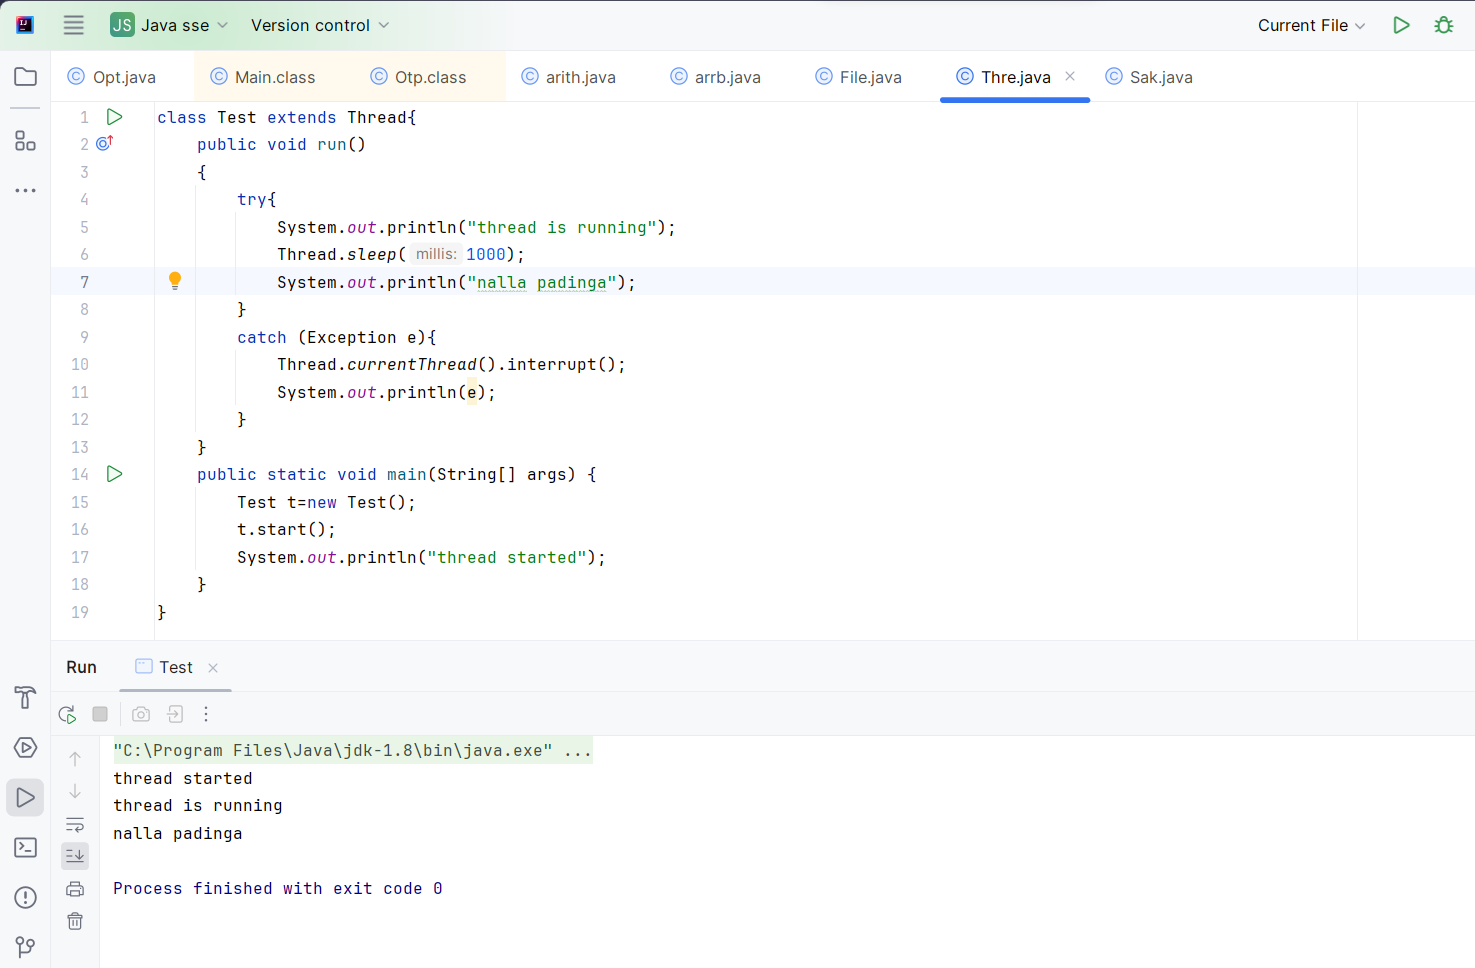 JS Java sse Version control Current File
Opt.java Main.class Otp.class arith.java arrb.java File.java Thre.java Sak.java
1 class Test extends Thread{
2 public void run()
3 {
4 try{
5 System.out.println("thread is running");
6 Thread.sleep( millis: 1000);
7 System.out.println("nalla padinga");
8 }
9 catch (Exception e){
10 Thread.currentThread().interrupt();
11 System.out.println(e);
12 }
13 }
14 public static void main(String[] args) {
15 Test t=new Test();
16 t.start();
17 System.out.println("thread started");
18 }
19 }
Run Test
"C:\Program Files\Java\jdk-1.8\bin\java.exe" ...
thread started
thread is running
nalla padinga
Process finished with exit code 0